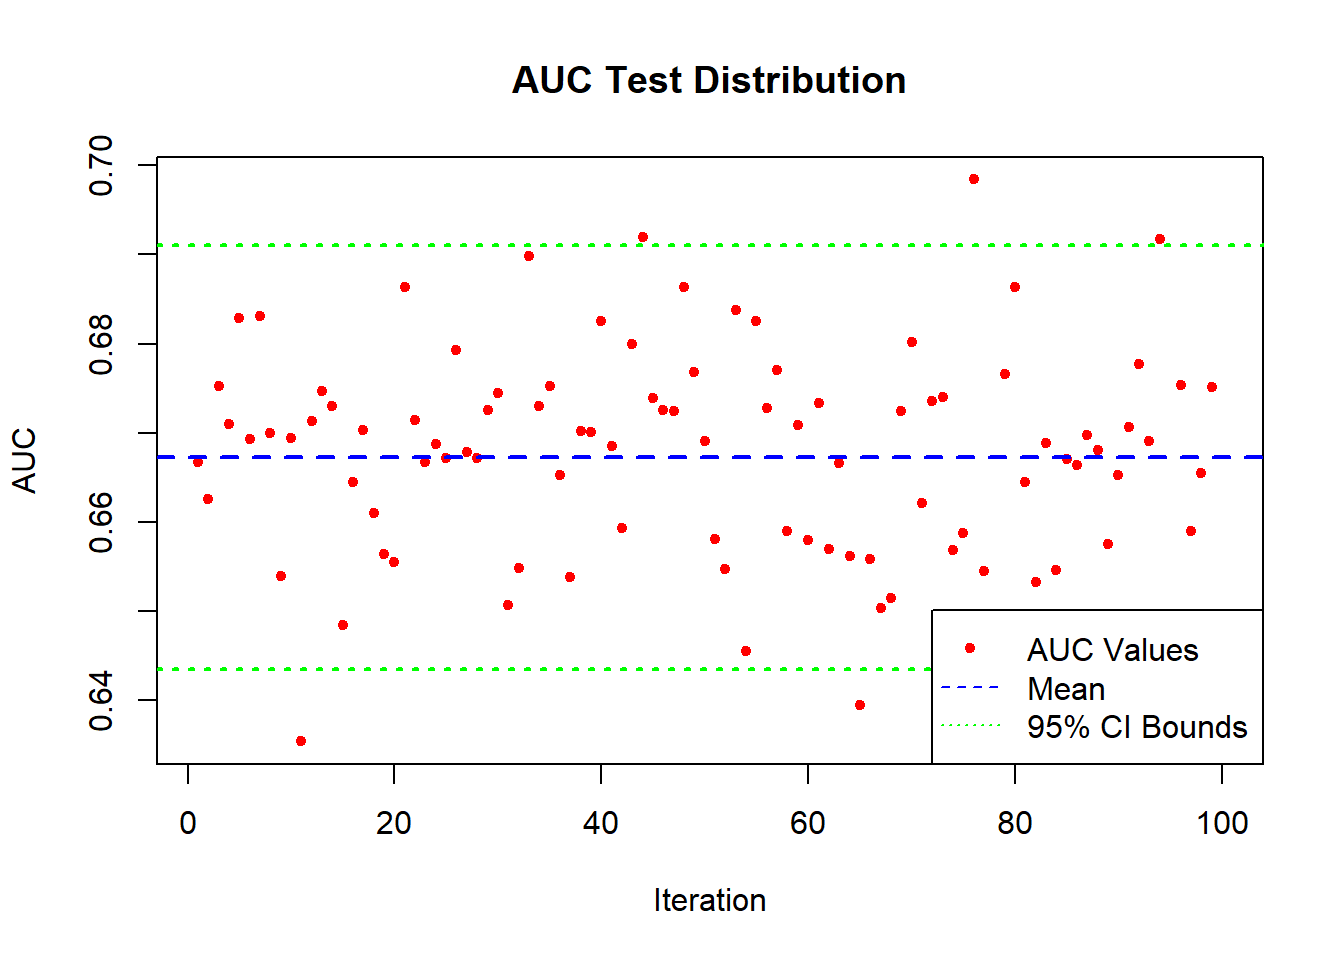 AUC Test Distribution
AUC
0.70
0.68
0.66
0.64
AUC Values
Mean
95% CI Bounds
0 20 40 60 80 100
Iteration